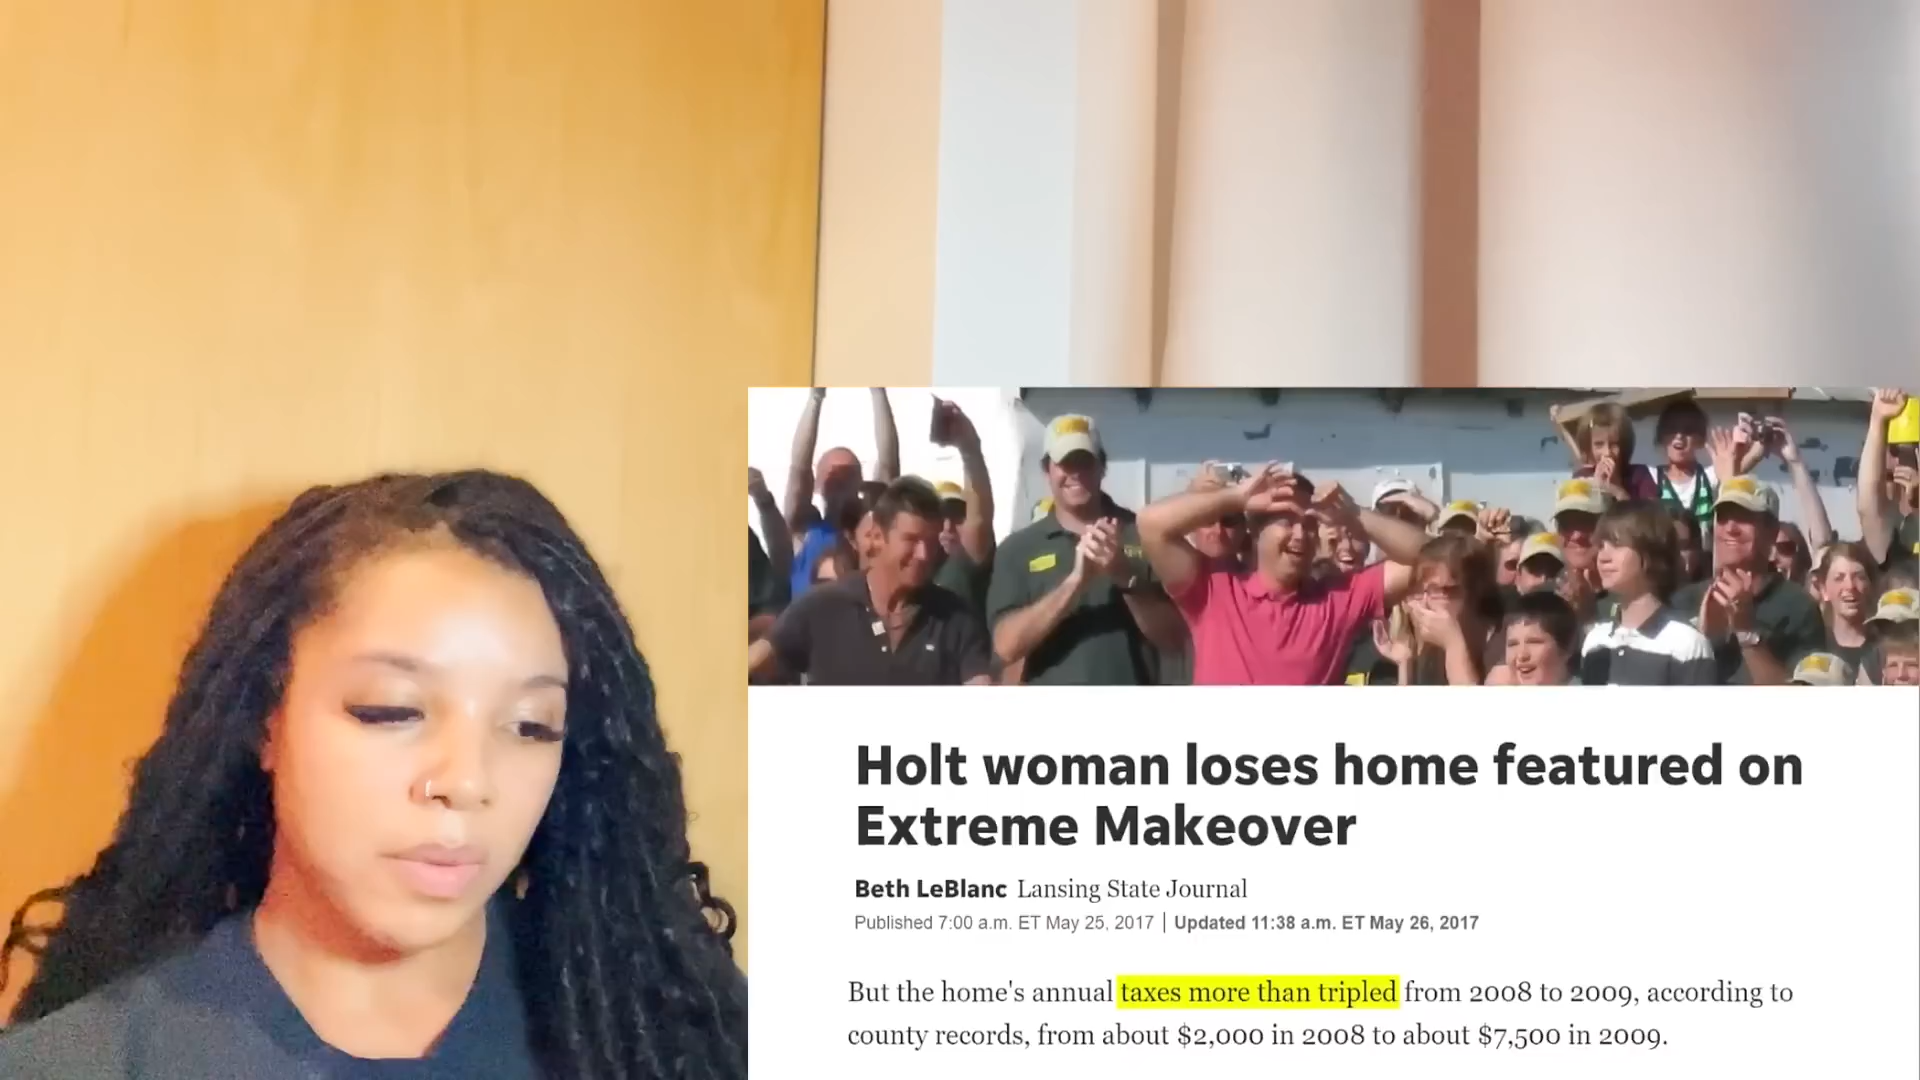 Holt woman loses home featured on
Extreme Makeover
Beth LeBlanc Lansing State Journal
Published 7:00 a.m. ET May 25, 2017 | Updated 11:38 a.m. ET May 26, 2017
But the home's annual taxes more than tripled from 2008 to 2009, according to
county records, from about $2,000 in 2008 to about $7,500 in 2009.